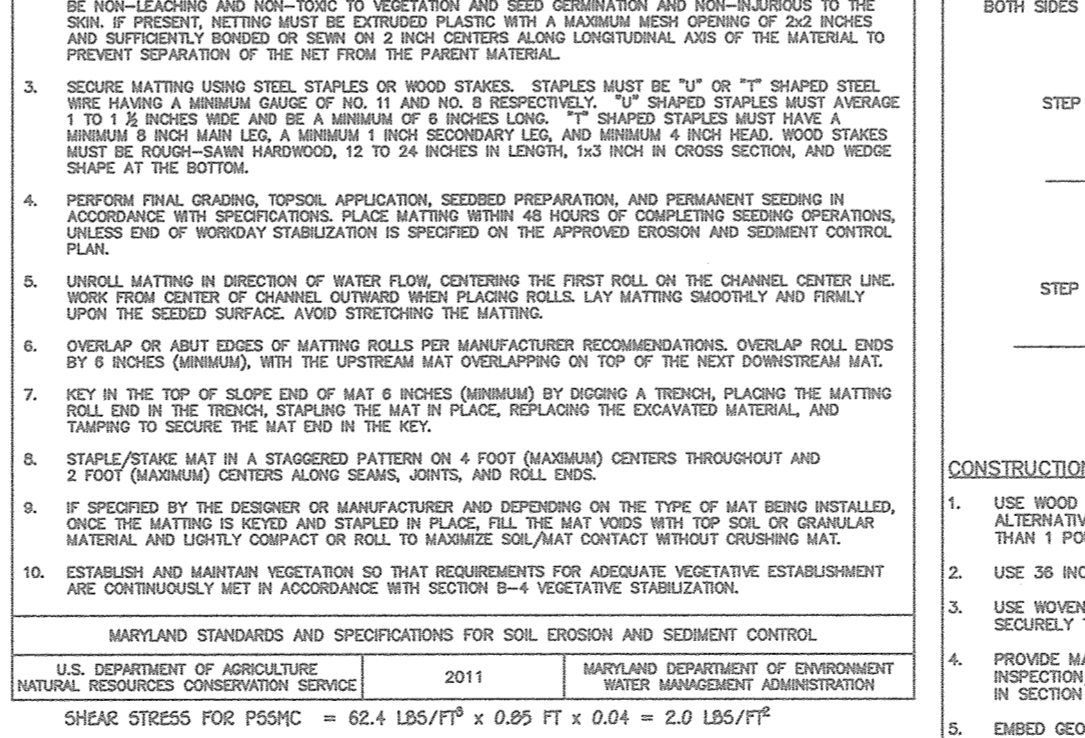 BE NON-LEACHING AND NON-TOXIC TO VEGETATION AND SEED GERMINATION AND NON-INJURIOUS TO THE
SKIN. IF PRESENT, NETTING MUST BE EXTRUDED PLASTIC WITH A MAXIMUM MESH OPENING OF 2x2 INCHES
AND SUFFICIENTLY BONDED OR SEWN ON 2 INCH CENTERS ALONG LONGITUDINAL AXIS OF THE MATERIAL TO
PREVENT SEPARATION OF THE NET FROM THE PARENT MATERIAL.
3. SECURE MATTING USING STEEL STAPLES OR WOOD STAKES. STAPLES MUST BE "U" OR "T" SHAPED STEEL
WIRE HAVING A MINIMUM GAUGE OF NO. 11 AND NO. 8 RESPECTIVELY. "U" SHAPED STAPLES MUST AVERAGE
1 TO 1 ½ INCHES WIDE AND BE A MINIMUM OF 6 INCHES LONG. "T" SHAPED STAPLES MUST HAVE A
MINIMUM 8 INCH MAIN LEG, A MINIMUM 1 INCH SECONDARY LEG, AND MINIMUM 4 INCH HEAD. WOOD STAKES
MUST BE ROUGH-SAWN HARDWOOD, 12 TO 24 INCHES IN LENGTH, 1x3 INCH IN CROSS SECTION, AND WEDGE
SHAPE AT THE BOTTOM.
4. PERFORM FINAL GRADING, TOPSOIL APPLICATION, SEEDBED PREPARATION, AND PERMANENT SEEDING IN
ACCORDANCE WITH SPECIFICATIONS. PLACE MATTING WITHIN 48 HOURS OF COMPLETING SEEDING OPERATIONS,
UNLESS END OF WORKDAY STABILIZATION IS SPECIFIED ON THE APPROVED EROSION AND SEDIMENT CONTROL
PLAN.
5. UNROLL MATTING IN DIRECTION OF WATER FLOW, CENTERING THE FIRST ROLL ON THE CHANNEL CENTER LINE.
WORK FROM CENTER OF CHANNEL OUTWARD WHEN PLACING ROLLS. LAY MATTING SMOOTHLY AND FIRMLY
UPON THE SEEDED SURFACE. AVOID STRETCHING THE MATTING.
6. OVERLAP OR ABUT EDGES OF MATTING ROLLS PER MANUFACTURER RECOMMENDATIONS. OVERLAP ROLL ENDS
BY 6 INCHES (MINIMUM), WITH THE UPSTREAM MAT OVERLAPPING ON TOP OF THE NEXT DOWNSTREAM MAT.
7. KEY IN THE TOP OF SLOPE END OF MAT 6 INCHES (MINIMUM) BY DIGGING A TRENCH, PLACING THE MATTING
ROLL END IN THE TRENCH, STAPLING THE MAT IN PLACE, REPLACING THE EXCAVATED MATERIAL, AND
TAMPING TO SECURE THE MAT END IN THE KEY.
8. STAPLE/STAKE MAT IN A STAGGERED PATTERN ON 4 FOOT (MAXIMUM) CENTERS THROUGHOUT AND
2 FOOT (MAXIMUM) CENTERS ALONG SEAMS, JOINTS, AND ROLL ENDS.
9. IF SPECIFIED BY THE DESIGNER OR MANUFACTURER AND DEPENDING ON THE TYPE OF MAT BEING INSTALLED,
ONCE THE MATTING IS KEYED AND STAPLED IN PLACE, FILL THE MAT VOIDS WITH TOP SOIL OR GRANULAR
MATERIAL AND LIGHTLY COMPACT OR ROLL TO MAXIMIZE SOIL/MAT CONTACT WITHOUT CRUSHING MAT.
10. ESTABLISH AND MAINTAIN VEGETATION SO THAT REQUIREMENTS FOR ADEQUATE VEGETATIVE ESTABLISHMENT
ARE CONTINUOUSLY MET IN ACCORDANCE WITH SECTION B-4 VEGETATIVE STABILIZATION.
MARYLAND STANDARDS AND SPECIFICATIONS FOR SOIL EROSION AND SEDIMENT CONTROL
U.S. DEPARTMENT OF AGRICULTURE
NATURAL RESOURCES CONSERVATION SERVICE
2011
MARYLAND DEPARTMENT OF ENVIRONMENT
WATER MANAGEMENT ADMINISTRATION
SHEAR STRESS FOR PSSMC = 62.4 LBS/FT³ x 0.85 FT x 0.04 = 2.0 LBS/FT²
BOTH SIDES
STEP
STEP
CONSTRUCTION
1. USE WOOD
ALTERNATIV
THAN 1 PO
2. USE 36 INC
3. USE WOVEN
SECURELY
4. PROVIDE MA
INSPECTION,
IN SECTION
5. EMBED GEO